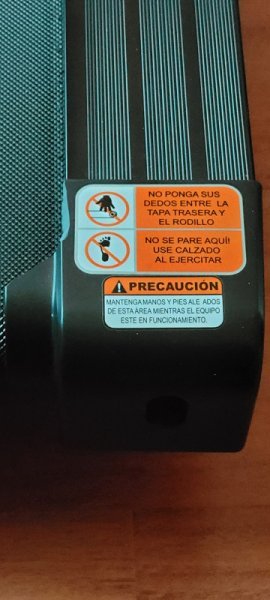 NO PONGA SUS
DEDOS ENTRE LA
TAPA TRASERA Y
EL RODILLO
NO SE PARE AQUÍ!
USE CALZADO
AL EJERCITAR
PRECAUCIÓN
MANTENGA MANOS Y PIES ALE ADOS
DE ESTA ÁREA MIENTRAS EL EQUIPO
ESTE EN FUNCIONAMIENTO.